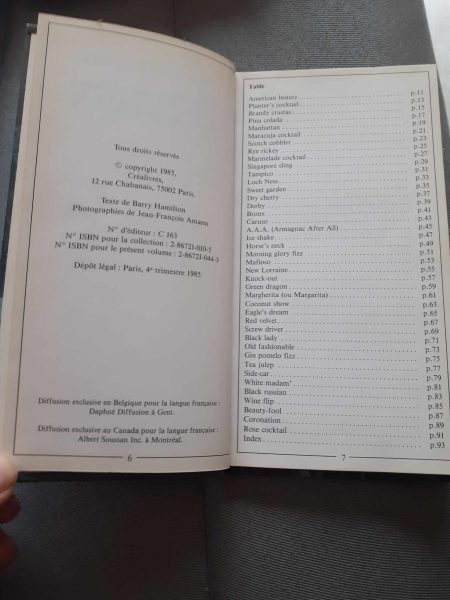 Tous droits réservés
© copyright 1985,
Créalivres,
12 rue Chabanais, 75002 Paris.
Texte de Barry Hamilton
Photographies de Jean-François Amann
N° d'éditeur : C 163
N° ISBN pour la collection : 2-86721-010-5
N° ISBN pour le présent volume : 2-86721-044-3
Dépôt légal : Paris, 4e trimestre 1985.
Diffusion exclusive en Belgique pour la langue française :
Daphné Diffusion à Gent.
Diffusion exclusive au Canada pour la langue française :
Albert Soussan Inc. à Montréal.
6
Table
American beauty p.11
Planter's cocktail p.13
Brandy crustas p.15
Pina colada p.17
Manhattan p.19
Maracuja cocktail p.21
Scotch cobbler p.23
Rye rickey p.25
Marmelade cocktail p.27
Singapore sling p.29
Tampico p.31
Loch Ness p.33
Sweet garden p.35
Dry cherry p.37
Derby p.39
Bronx p.41
Caruso p.43
A.A.A. (Armagnac After All) p.45
Ice shake p.47
Horse's neck p.49
Morning glory fizz p.51
Mafioso p.53
New Lorraine p.55
Knock-out p.57
Green dragon p.59
Margherita (ou Margarita) p.61
Coconut show p.63
Eagle's dream p.65
Red velvet p.67
Screw driver p.69
Black lady p.71
Old fashionable p.73
Gin pomelo fizz p.75
Tea julep p.77
Side-car p.79
White madam' p.81
Black russian p.83
Wine flip p.85
Beauty-fool p.87
Coronation p.89
Rose cocktail p.91
Index p.93
7